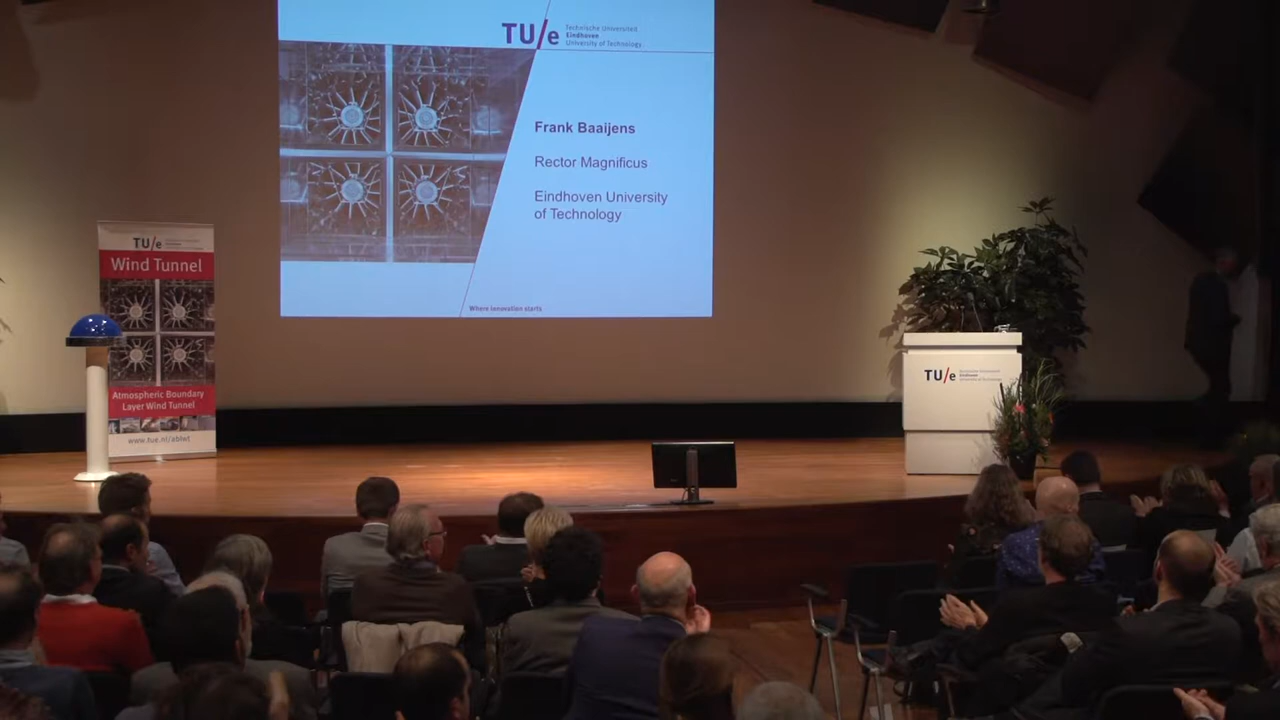 TU/e
Technische Universiteit
Eindhoven
University of Technology
Frank Baaijens
Rector Magnificus
Eindhoven University
of Technology
Where innovation starts
TU/e
Wind Tunnel
Atmospheric Boundary
Layer Wind Tunnel
www.tue.nl/ablwt
TU/e